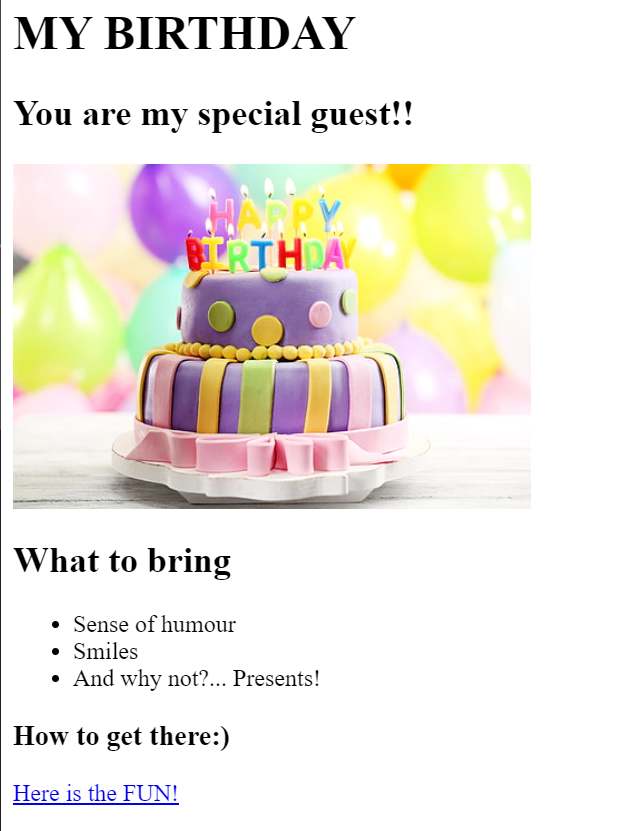 MY BIRTHDAY
You are my special guest!!
HAPPY
BIRTHDAY
What to bring
Sense of humour
Smiles
And why not?... Presents!
How to get there:)
Here is the FUN!